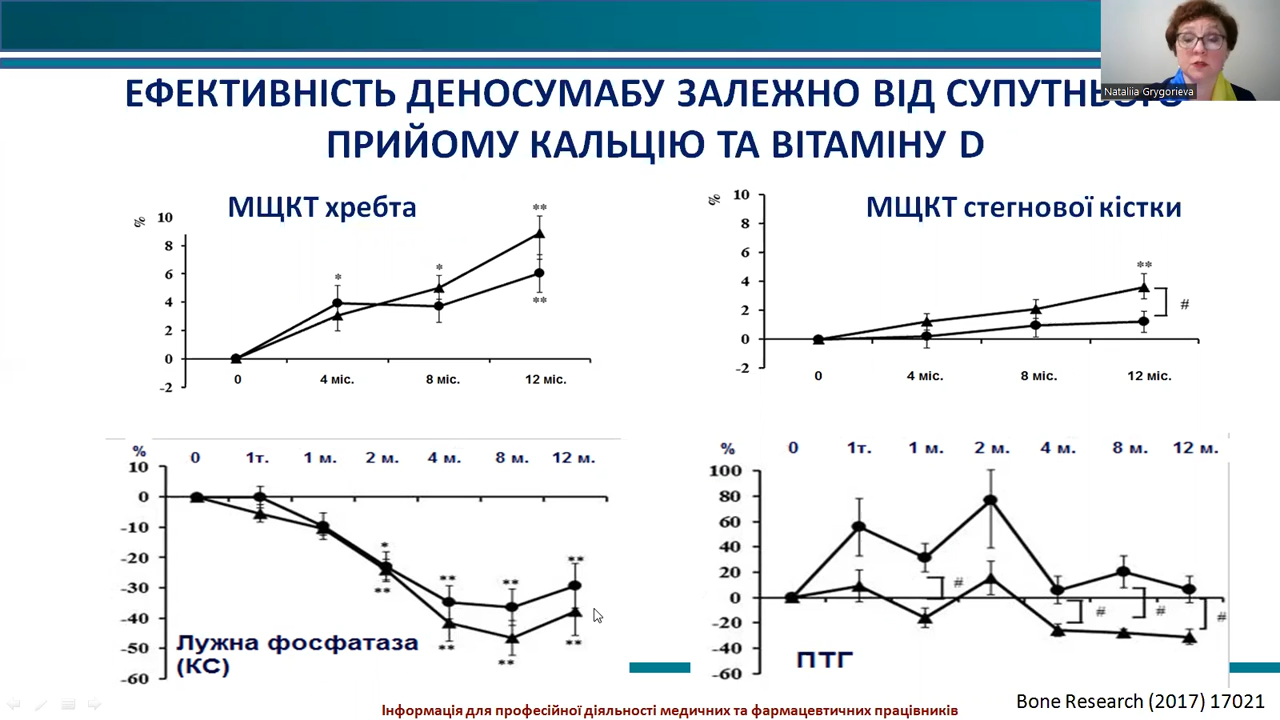 Nataliia Grygorieva
ЕФЕКТИВНІСТЬ ДЕНОСУМАБУ ЗАЛЕЖНО ВІД СУПУТНЬОГО
ПРИЙОМУ КАЛЬЦІЮ ТА ВІТАМІНУ D
МЩКТ хребта
%
10
8
6
4
2
0
-2
*
*
**
**
0 4 міс. 8 міс. 12 міс.
МЩКТ стегнової кістки
%
10
8
6
4
2
0
-2
**
#
0 4 міс. 8 міс. 12 міс.
% 0 1т. 1 м. 2 м. 4 м. 8 м. 12 м.
10
0
-10
-20
-30
-40
-50
-60
* ** ** **
** ** ** **
Лужна фосфатаза
(КС)
% 0 1т. 1 м. 2 м. 4 м. 8 м. 12 м.
100
80
60
40
20
0
-20
-40
-60
# # # #
ПТГ
Bone Research (2017) 17021
Інформація для професійної діяльності медичних та фармацевтичних працівників